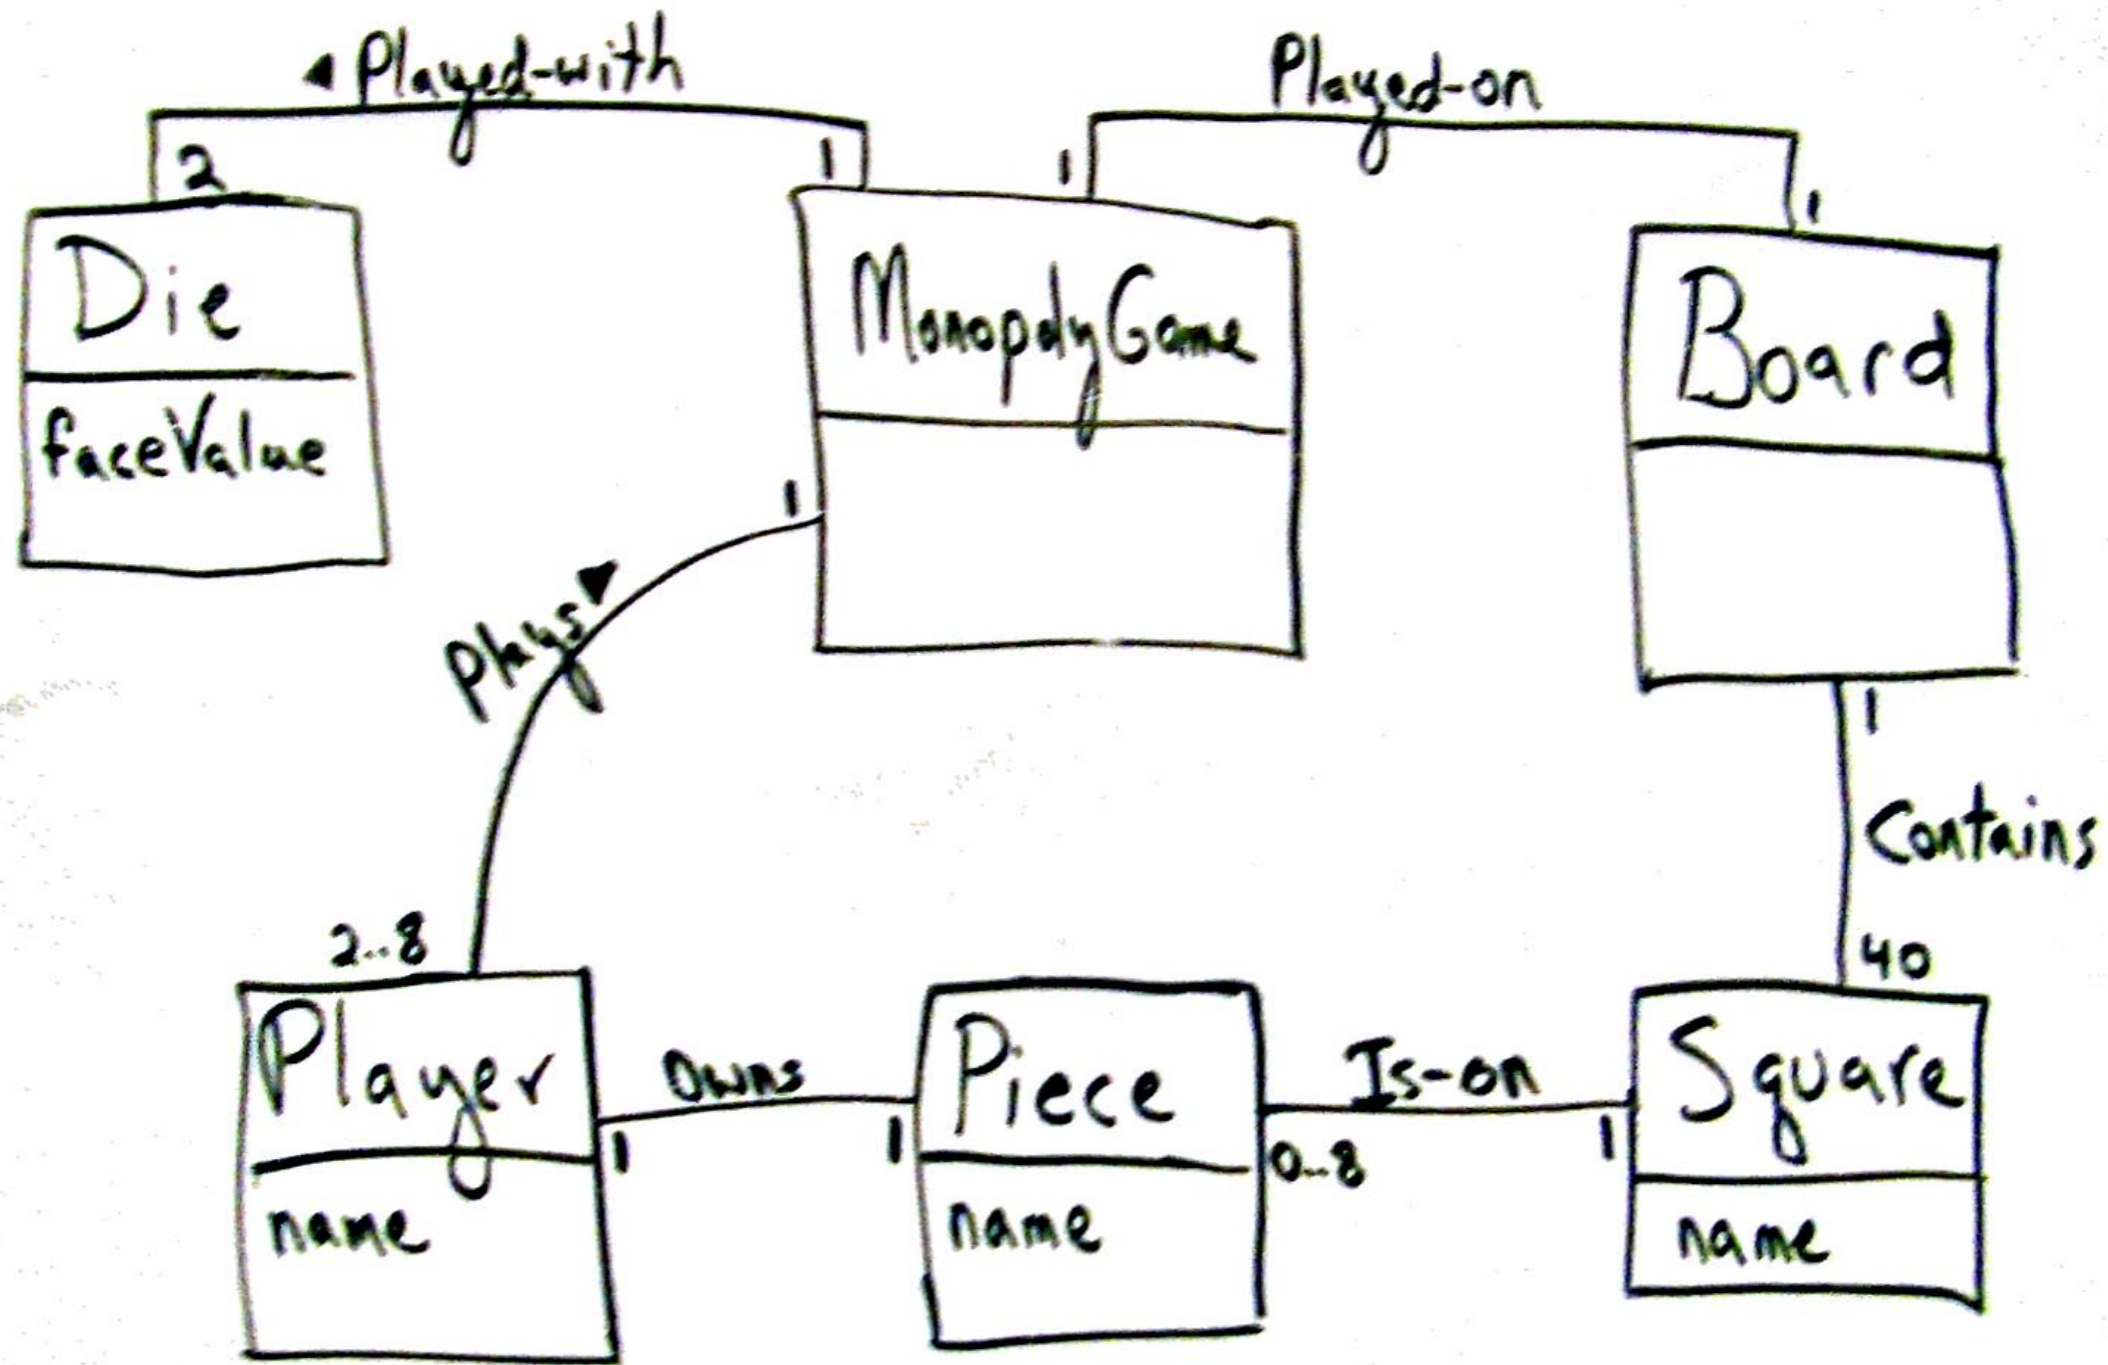 ◄ Played-with
Played-on
2
1
1
1
Die
faceValue
MonopolyGame
Board
1
Plays
1
Contains
2..8
40
Player
name
Owns
1
1
Piece
name
Is-on
0..8
1
Square
name